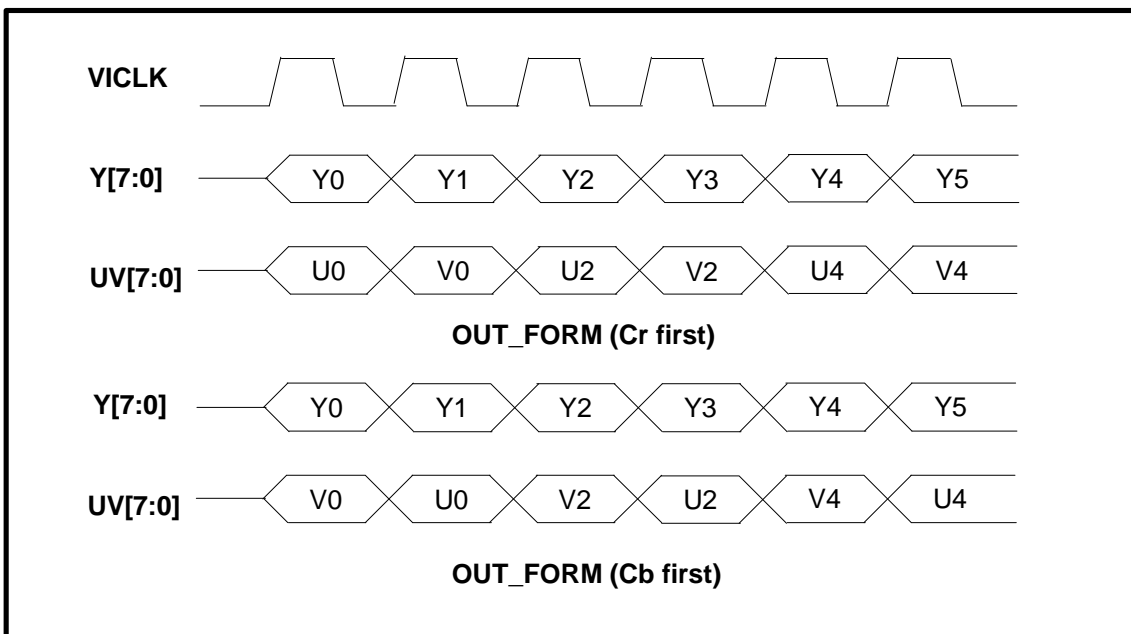 VICLK
Y[7:0] Y0 Y1 Y2 Y3 Y4 Y5
UV[7:0] U0 V0 U2 V2 U4 V4
OUT_FORM (Cr first)
Y[7:0] Y0 Y1 Y2 Y3 Y4 Y5
UV[7:0] V0 U0 V2 U2 V4 U4
OUT_FORM (Cb first)